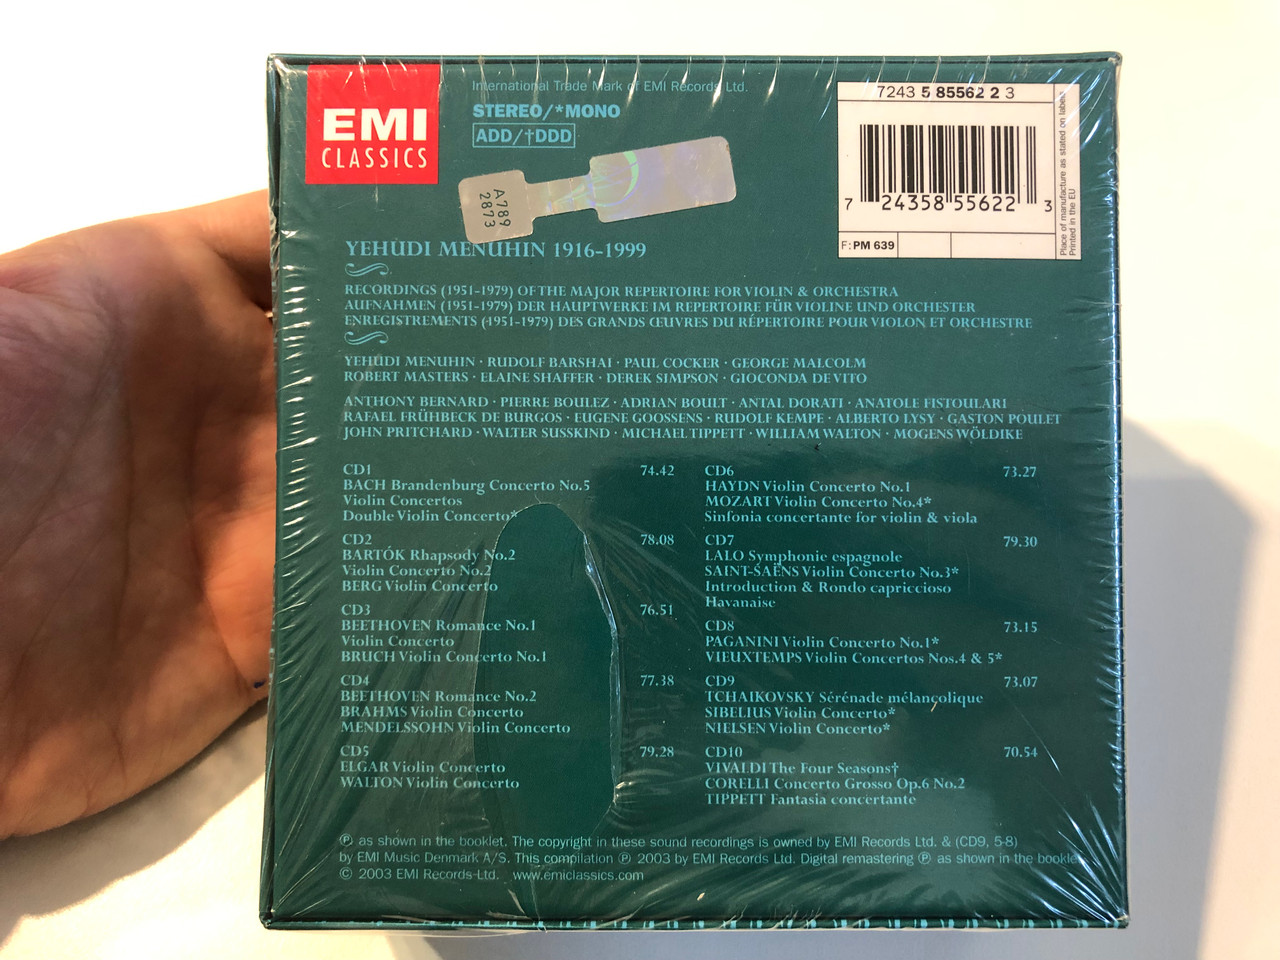 EMI
CLASSICS
International Trade Mark of EMI Records Ltd.
STEREO/*MONO
ADD/†DDD
A789
2873
7243 5 85562 2 3
7 24358 55622 3
F: PM 639
Place of manufacture as stated on label
Printed in the EU
YEHUDI MENUHIN 1916-1999
RECORDINGS (1951-1979) OF THE MAJOR REPERTOIRE FOR VIOLIN & ORCHESTRA
AUFNAHMEN (1951-1979) DER HAUPTWERKE IM REPERTOIRE FÜR VIOLINE UND ORCHESTER
ENREGISTREMENTS (1951-1979) DES GRANDS ŒUVRES DU RÉPERTOIRE POUR VIOLON ET ORCHESTRE
YEHUDI MENUHIN · RUDOLF BARSHAI · PAUL COCKER · GEORGE MALCOLM
ROBERT MASTERS · ELAINE SHAFFER · DEREK SIMPSON · GIOCONDA DE VITO
ANTHONY BERNARD · PIERRE BOULEZ · ADRIAN BOULT · ANTAL DORATI · ANATOLE FISTOULARI
RAFAEL FRÜHBECK DE BURGOS · EUGENE GOOSSENS · RUDOLF KEMPE · ALBERTO LYSY · GASTON POULET
JOHN PRITCHARD · WALTER SUSSKIND · MICHAEL TIPPETT · WILLIAM WALTON · MOGENS WÖLDIKE
CD1 74.42
BACH Brandenburg Concerto No.5
Violin Concertos
Double Violin Concerto*
CD2 78.08
BARTÓK Rhapsody No.2
Violin Concerto No.2
BERG Violin Concerto
CD3 76.51
BEETHOVEN Romance No.1
Violin Concerto
BRUCH Violin Concerto No.1
CD4 77.38
BEETHOVEN Romance No.2
BRAHMS Violin Concerto
MENDELSSOHN Violin Concerto
CD5 79.28
ELGAR Violin Concerto
WALTON Violin Concerto
CD6 73.27
HAYDN Violin Concerto No.1
MOZART Violin Concerto No.4*
Sinfonia concertante for violin & viola
CD7 79.30
LALO Symphonie espagnole
SAINT-SAËNS Violin Concerto No.3*
Introduction & Rondo capriccioso
Havanaise
CD8 73.15
PAGANINI Violin Concerto No.1*
VIEUXTEMPS Violin Concertos Nos.4 & 5*
CD9 73.07
TCHAIKOVSKY Sérénade mélancolique
SIBELIUS Violin Concerto*
NIELSEN Violin Concerto*
CD10 70.54
VIVALDI The Four Seasons†
CORELLI Concerto Grosso Op.6 No.2
TIPPETT Fantasia concertante
℗ as shown in the booklet. The copyright in these sound recordings is owned by EMI Records Ltd. & (CD9, 5-8)
by EMI Music Denmark A/S. This compilation ℗ 2003 by EMI Records Ltd. Digital remastering ℗ as shown in the booklet
© 2003 EMI Records Ltd. www.emiclassics.com